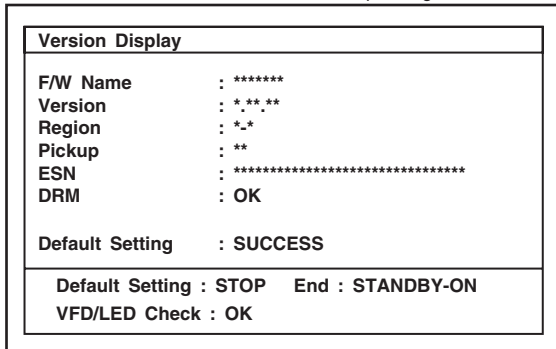 Version Display
F/W Name : *******
Version : *.**.**
Region : *-*
Pickup : **
ESN : ********************************
DRM : OK
Default Setting : SUCCESS
Default Setting : STOP End : STANDBY-ON
VFD/LED Check : OK